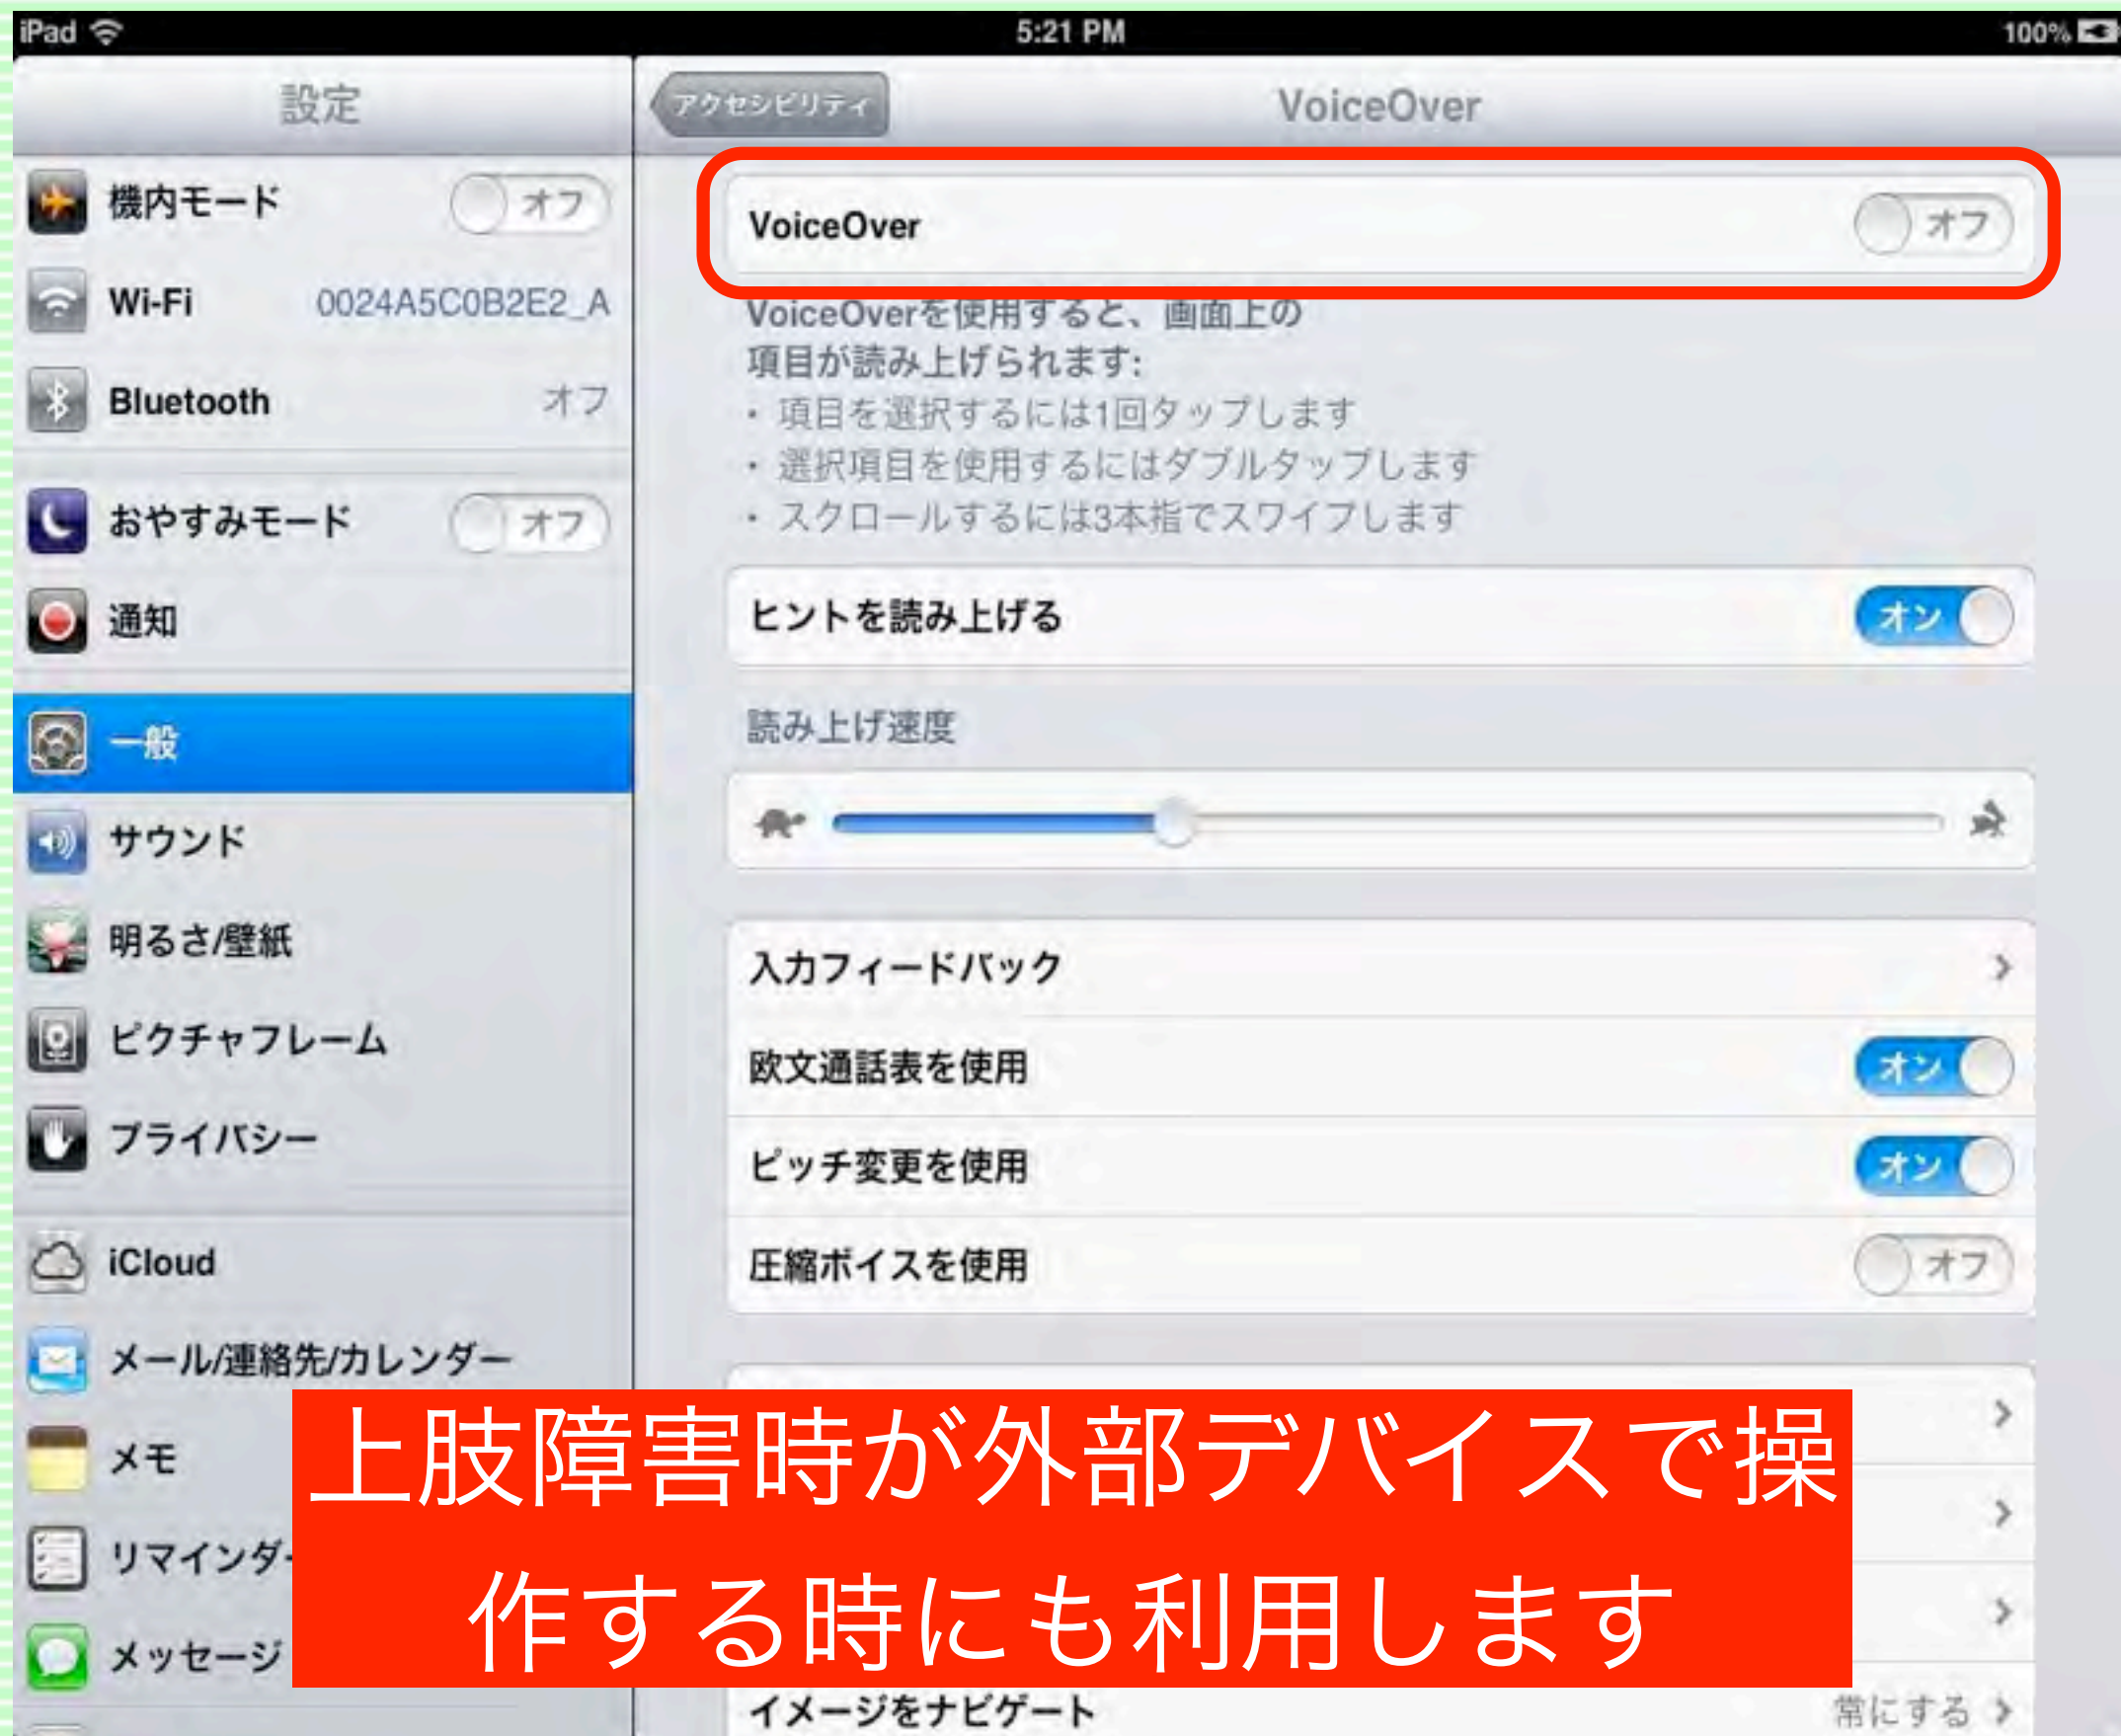 iPad
5:21 PM
100%
設定
機内モード オフ
Wi-Fi 0024A5C0B2E2_A
Bluetooth オフ
おやすみモード オフ
通知
一般
サウンド
明るさ/壁紙
ピクチャフレーム
プライバシー
iCloud
メール/連絡先/カレンダー
メモ
リマインダー
メッセージ
アクセシビリティ
VoiceOver
VoiceOver オフ
VoiceOverを使用すると、画面上の
項目が読み上げられます:
・項目を選択するには1回タップします
・選択項目を使用するにはダブルタップします
・スクロールするには3本指でスワイプします
ヒントを読み上げる オン
読み上げ速度
入力フィードバック
欧文通話表を使用 オン
ピッチ変更を使用 オン
圧縮ボイスを使用 オフ
上肢障害時が外部デバイスで操
作する時にも利用します
イメージをナビゲート 常にする